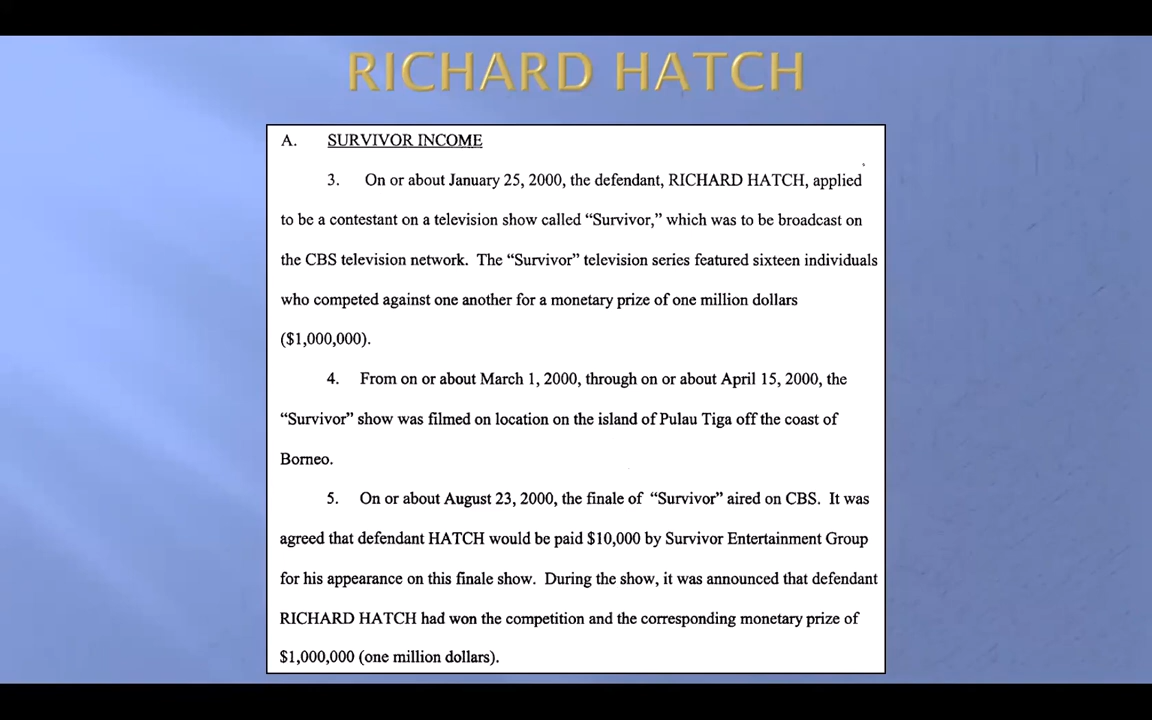 RICHARD HATCH
A. SURVIVOR INCOME
3. On or about January 25, 2000, the defendant, RICHARD HATCH, applied
to be a contestant on a television show called “Survivor,” which was to be broadcast on
the CBS television network. The “Survivor” television series featured sixteen individuals
who competed against one another for a monetary prize of one million dollars
($1,000,000).
4. From on or about March 1, 2000, through on or about April 15, 2000, the
“Survivor” show was filmed on location on the island of Pulau Tiga off the coast of
Borneo.
5. On or about August 23, 2000, the finale of “Survivor” aired on CBS. It was
agreed that defendant HATCH would be paid $10,000 by Survivor Entertainment Group
for his appearance on this finale show. During the show, it was announced that defendant
RICHARD HATCH had won the competition and the corresponding monetary prize of
$1,000,000 (one million dollars).